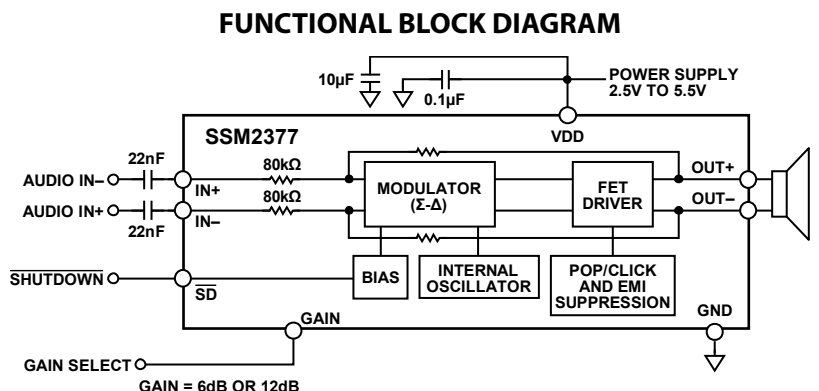 FUNCTIONAL BLOCK DIAGRAM
10µF
0.1µF
POWER SUPPLY
2.5V TO 5.5V
VDD
SSM2377
22nF
80kΩ
OUT+
AUDIO IN–
IN+
MODULATOR
(Σ-Δ)
FET
DRIVER
80kΩ
OUT–
AUDIO IN+
IN–
22nF
BIAS
INTERNAL
OSCILLATOR
POP/CLICK
AND EMI
SUPPRESSION
SHUTDOWN
SD
GAIN
GND
GAIN SELECT
GAIN = 6dB OR 12dB